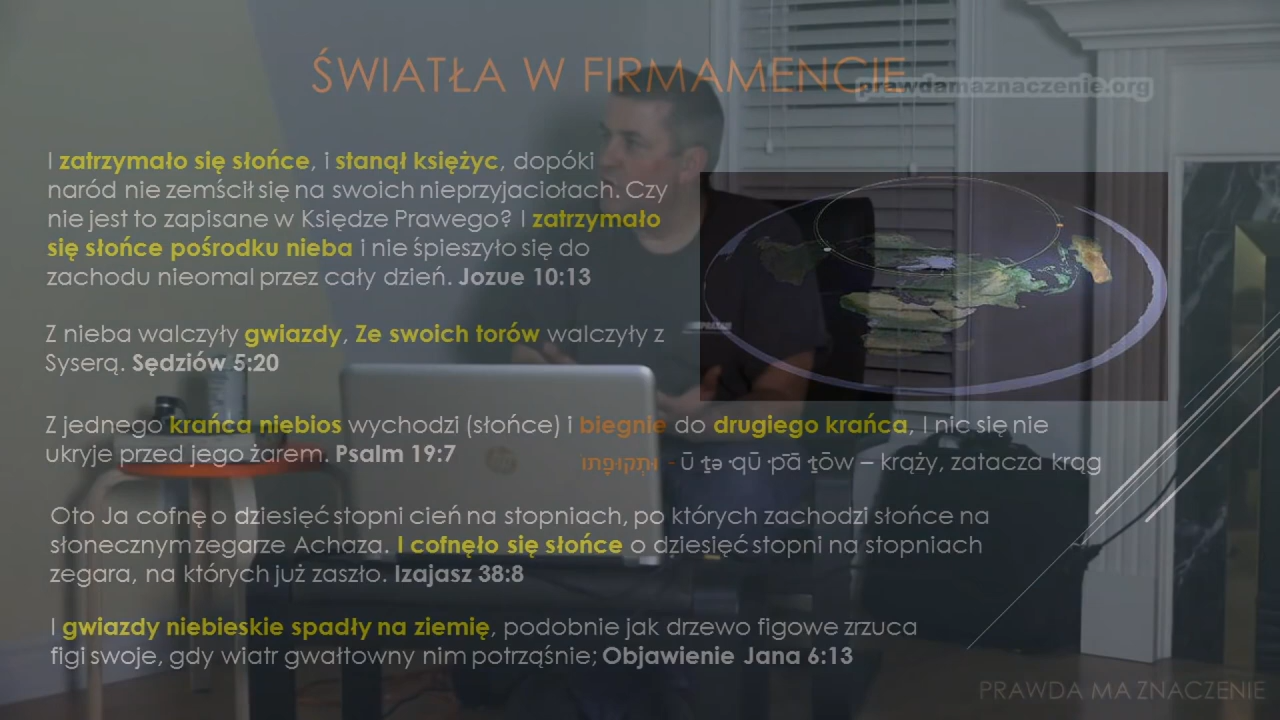 ŚWIATŁA W FIRMAMENCIE
prawdamaznaczenie.org
I zatrzymało się słońce, i stanął księżyc, dopóki
naród nie zemścił się na swoich nieprzyjaciołach. Czy
nie jest to zapisane w Księdze Prawego? I zatrzymało
się słońce pośrodku nieba i nie śpieszyło się do
zachodu nieomal przez cały dzień. Jozue 10:13
Z nieba walczyły gwiazdy, Ze swoich torów walczyły z
Syserą. Sędziów 5:20
Z jednego krańca niebios wychodzi (słońce) i biegnie do drugiego krańca, I nic się nie
ukryje przed jego żarem. Psalm 19:7
וּתְקוּפָתוֹ - ū ṯə·qū·p̄ā ṯōw – krąży, zatacza krąg
Oto Ja cofnę o dziesięć stopni cień na stopniach, po których zachodzi słońce na
słonecznym zegarze Achaza. I cofnęło się słońce o dziesięć stopni na stopniach
zegara, na których już zaszło. Izajasz 38:8
I gwiazdy niebieskie spadły na ziemię, podobnie jak drzewo figowe zrzuca
figi swoje, gdy wiatr gwałtowny nim potrząśnie; Objawienie Jana 6:13
PRAWDA MA ZNACZENIE